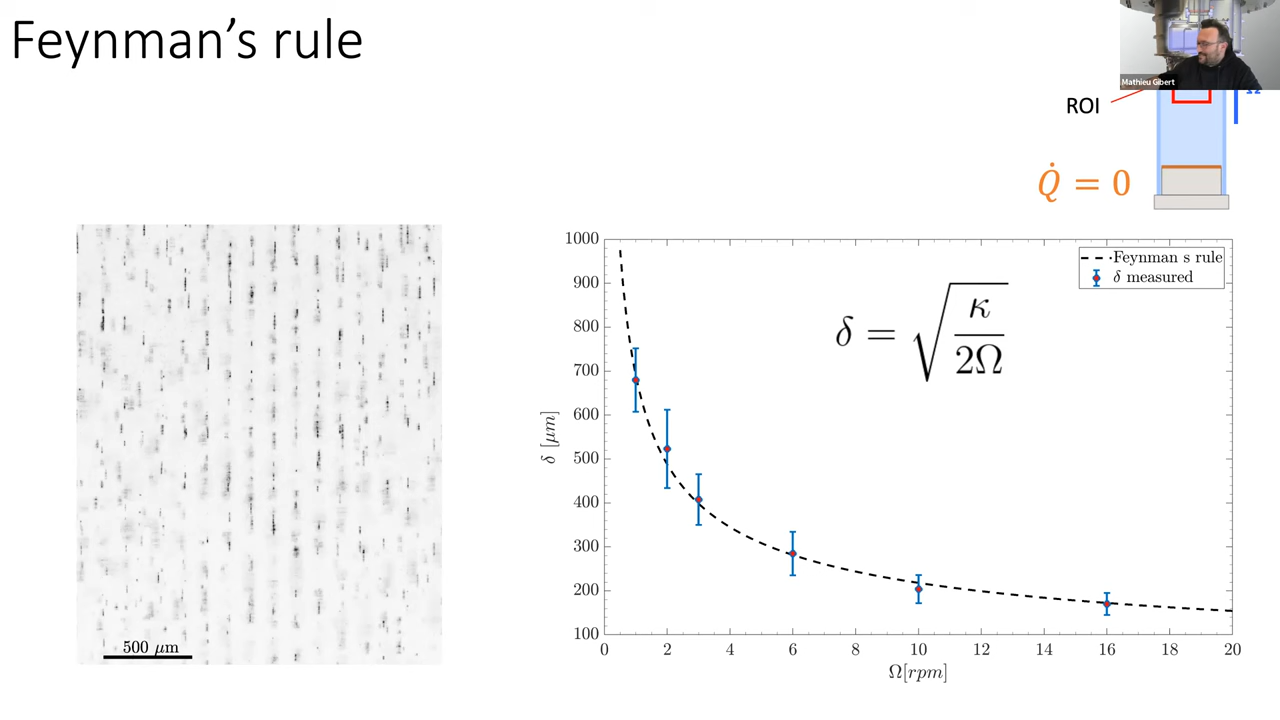 Feynman’s rule
Mathieu Gibert
ROI
Q̇ = 0
500 μm
1000
900
800
700
600
500
400
300
200
100
δ [μm]
Feynman s rule
δ measured
δ = √(κ/2Ω)
0 2 4 6 8 10 12 14 16 18 20
Ω[rpm]